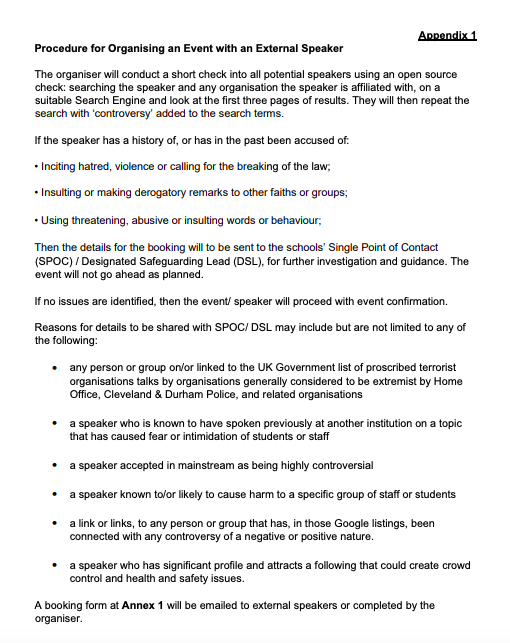 Appendix 1
Procedure for Organising an Event with an External Speaker
The organiser will conduct a short check into all potential speakers using an open source
check: searching the speaker and any organisation the speaker is affiliated with, on a
suitable Search Engine and look at the first three pages of results. They will then repeat the
search with ‘controversy’ added to the search terms.
If the speaker has a history of, or has in the past been accused of:
• Inciting hatred, violence or calling for the breaking of the law;
• Insulting or making derogatory remarks to other faiths or groups;
• Using threatening, abusive or insulting words or behaviour;
Then the details for the booking will to be sent to the schools’ Single Point of Contact
(SPOC) / Designated Safeguarding Lead (DSL), for further investigation and guidance. The
event will not go ahead as planned.
If no issues are identified, then the event/ speaker will proceed with event confirmation.
Reasons for details to be shared with SPOC/ DSL may include but are not limited to any of
the following:
• any person or group on/or linked to the UK Government list of proscribed terrorist
organisations talks by organisations generally considered to be extremist by Home
Office, Cleveland & Durham Police, and related organisations
• a speaker who is known to have spoken previously at another institution on a topic
that has caused fear or intimidation of students or staff
• a speaker accepted in mainstream as being highly controversial
• a speaker known to/or likely to cause harm to a specific group of staff or students
• a link or links, to any person or group that has, in those Google listings, been
connected with any controversy of a negative or positive nature.
• a speaker who has significant profile and attracts a following that could create crowd
control and health and safety issues.
A booking form at Annex 1 will be emailed to external speakers or completed by the
organiser.